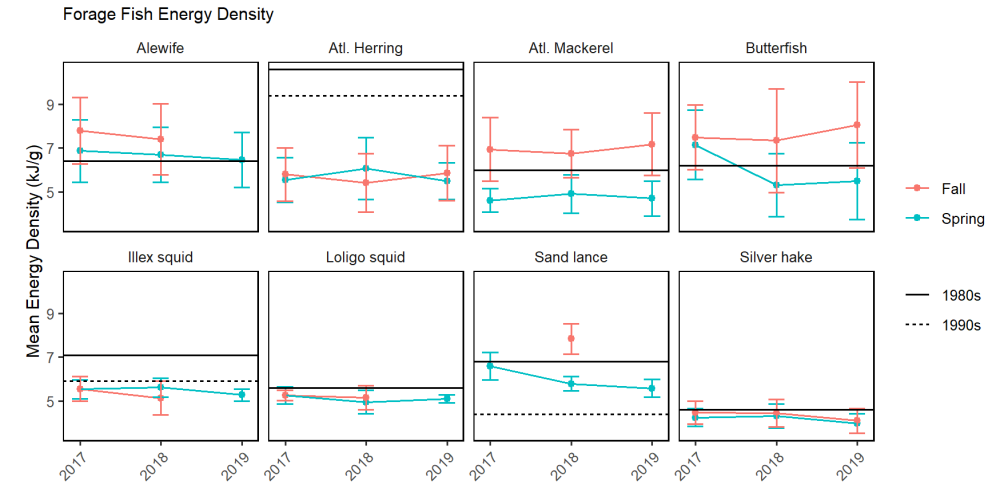 Forage Fish Energy Density
Alewife
Atl. Herring
Atl. Mackerel
Butterfish
9
7
5
Mean Energy Density (kJ/g)
Fall
Spring
Illex squid
Loligo squid
Sand lance
Silver hake
1980s
1990s
9
7
5
2017
2018
2019
2017
2018
2019
2017
2018
2019
2017
2018
2019